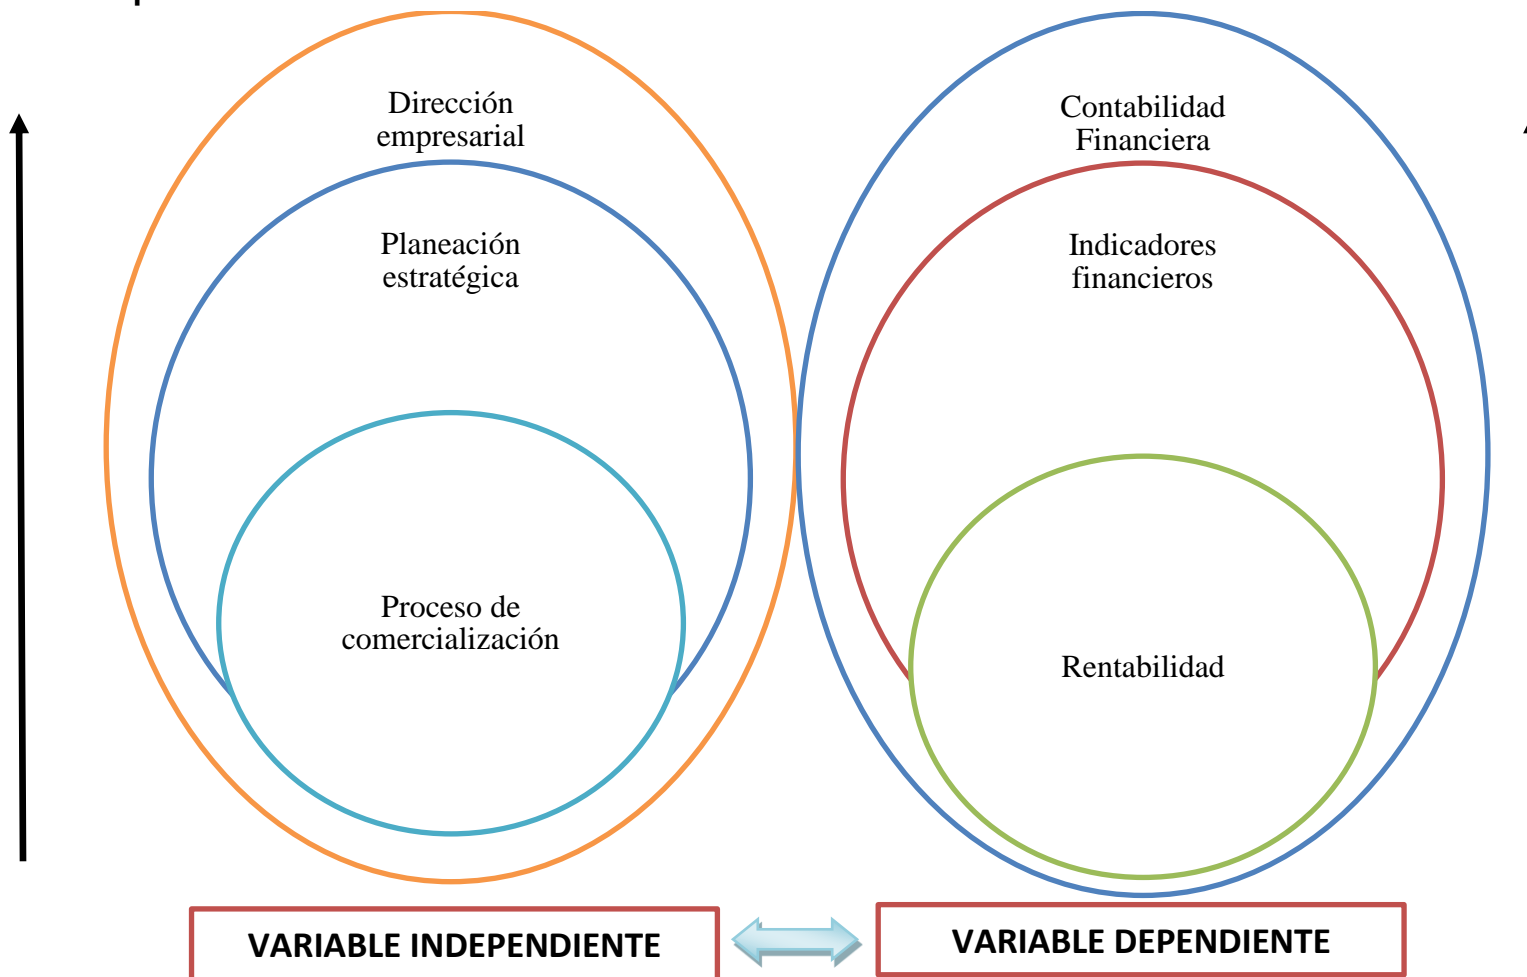 Dirección
empresarial
Planeación
estratégica
Proceso de
comercialización
Contabilidad
Financiera
Indicadores
financieros
Rentabilidad
VARIABLE INDEPENDIENTE
VARIABLE DEPENDIENTE